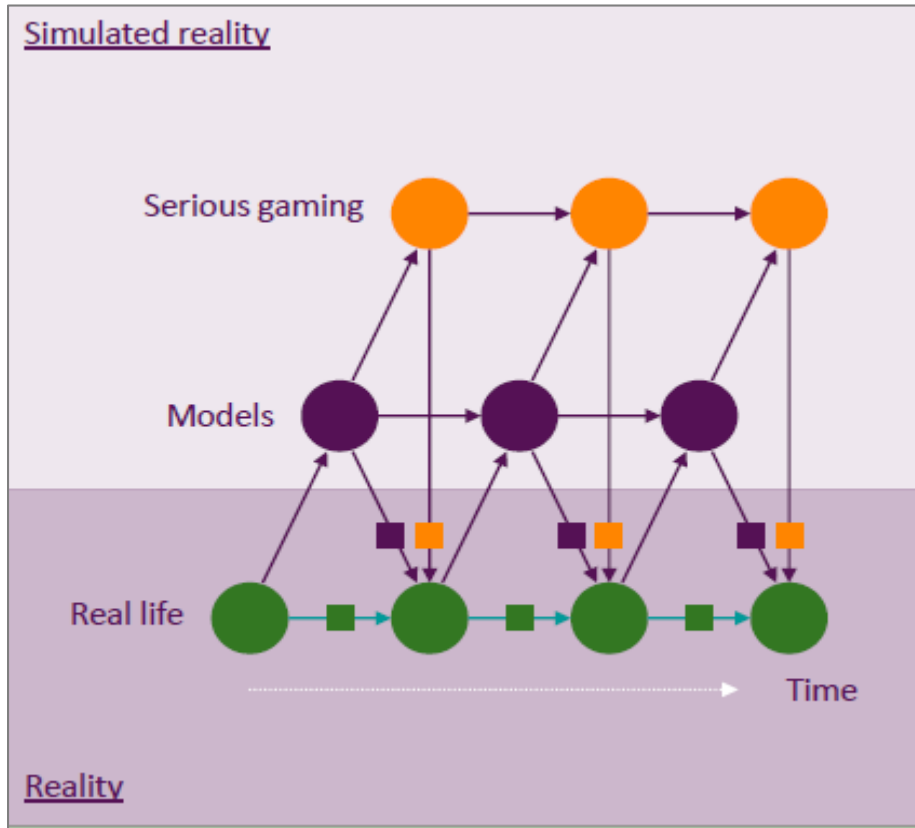 Simulated reality
Serious gaming
Models
Real life
Time
Reality